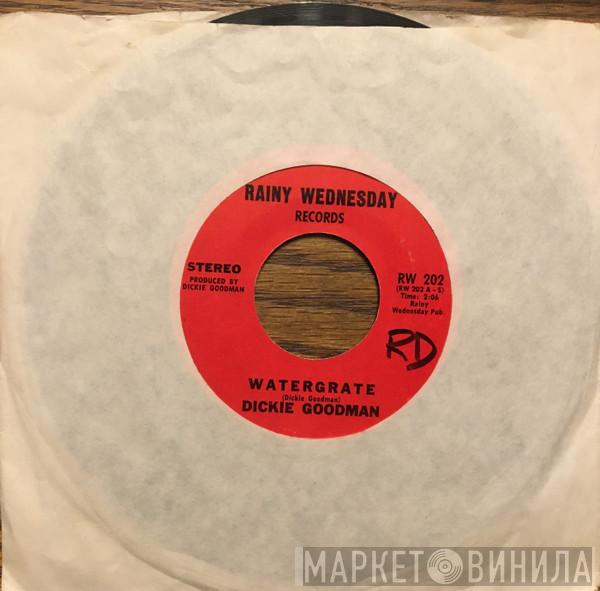 RAINY WEDNESDAY
RECORDS
STEREO
PRODUCED BY
DICKIE GOODMAN
RW 202
(RW 202 A - S)
Time: 2:06
Rainy
Wednesday Pub.
RD
WATERGRATE
(Dickie Goodman)
DICKIE GOODMAN
МАРКЕТ ВИНИЛА